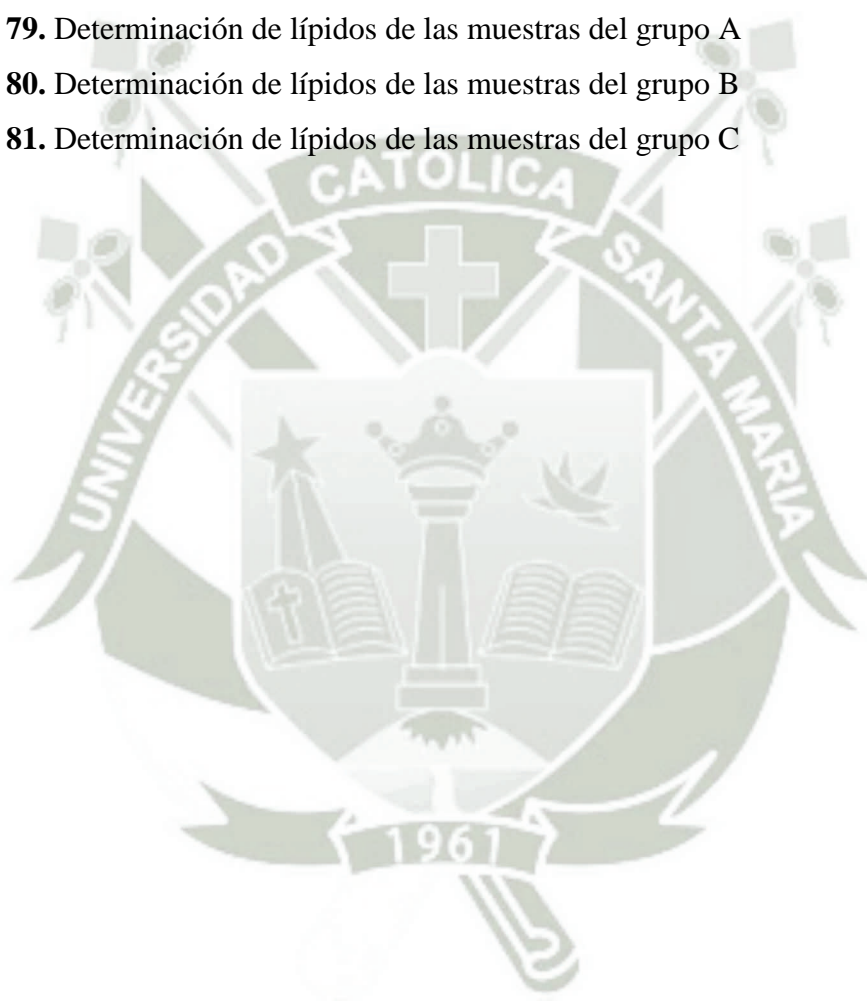 79. Determinación de lípidos de las muestras del grupo A
80. Determinación de lípidos de las muestras del grupo B
81. Determinación de lípidos de las muestras del grupo C
UNIVERSIDAD CATOLICA SANTA MARIA
1961